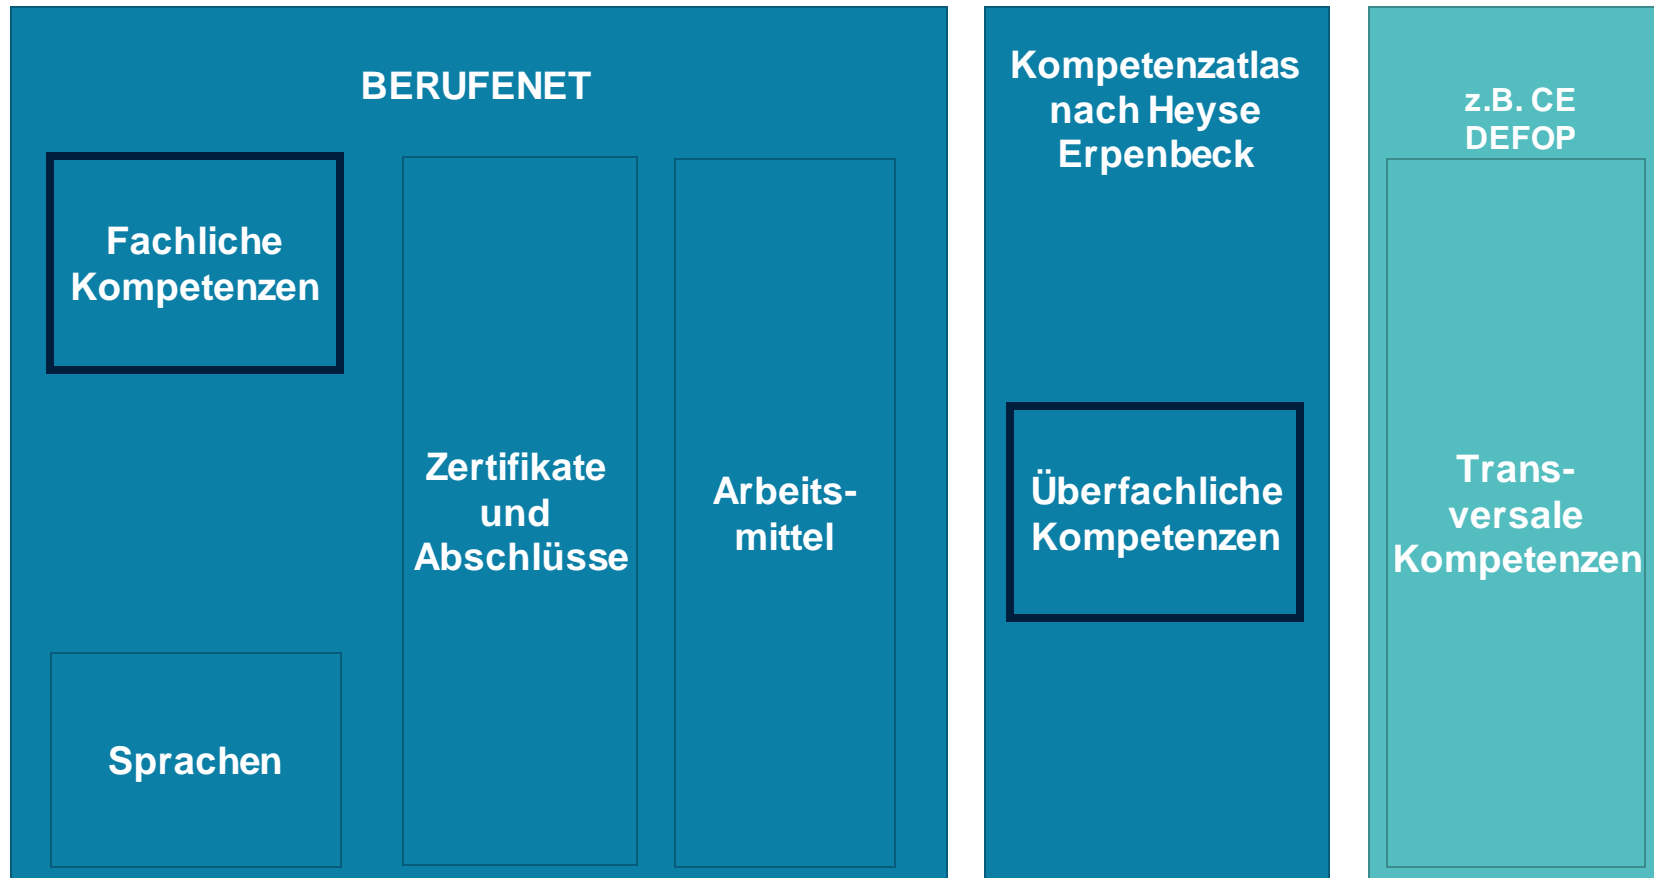 BERUFENET
Fachliche
Kompetenzen
Sprachen
Zertifikate
und
Abschlüsse
Arbeits-
mittel
Kompetenzatlas
nach Heyse
Erpenbeck
Überfachliche
Kompetenzen
z.B. CE
DEFOP
Trans-
versale
Kompetenzen